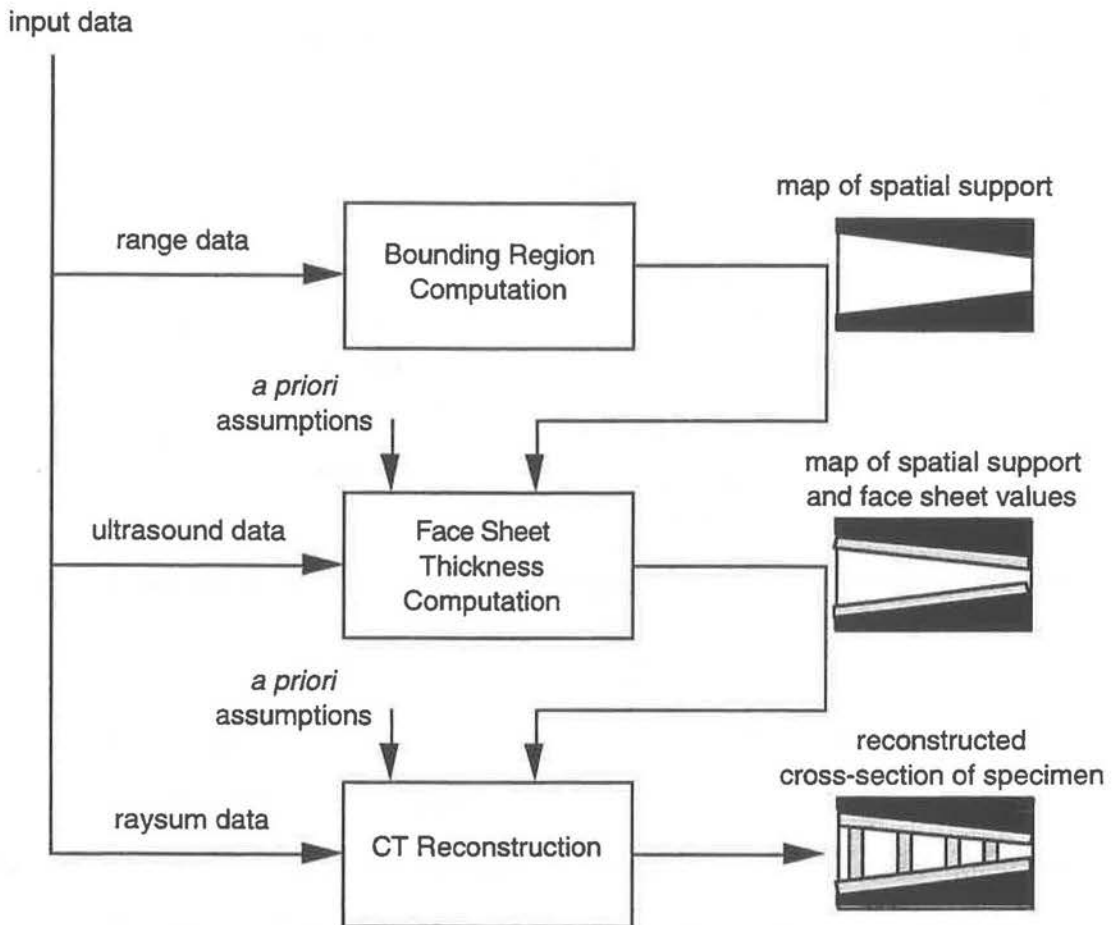 input data
map of spatial support
range data
Bounding Region
Computation
a priori
assumptions
map of spatial support
and face sheet values
ultrasound data
Face Sheet
Thickness
Computation
a priori
assumptions
reconstructed
cross-section of specimen
raysum data
CT Reconstruction